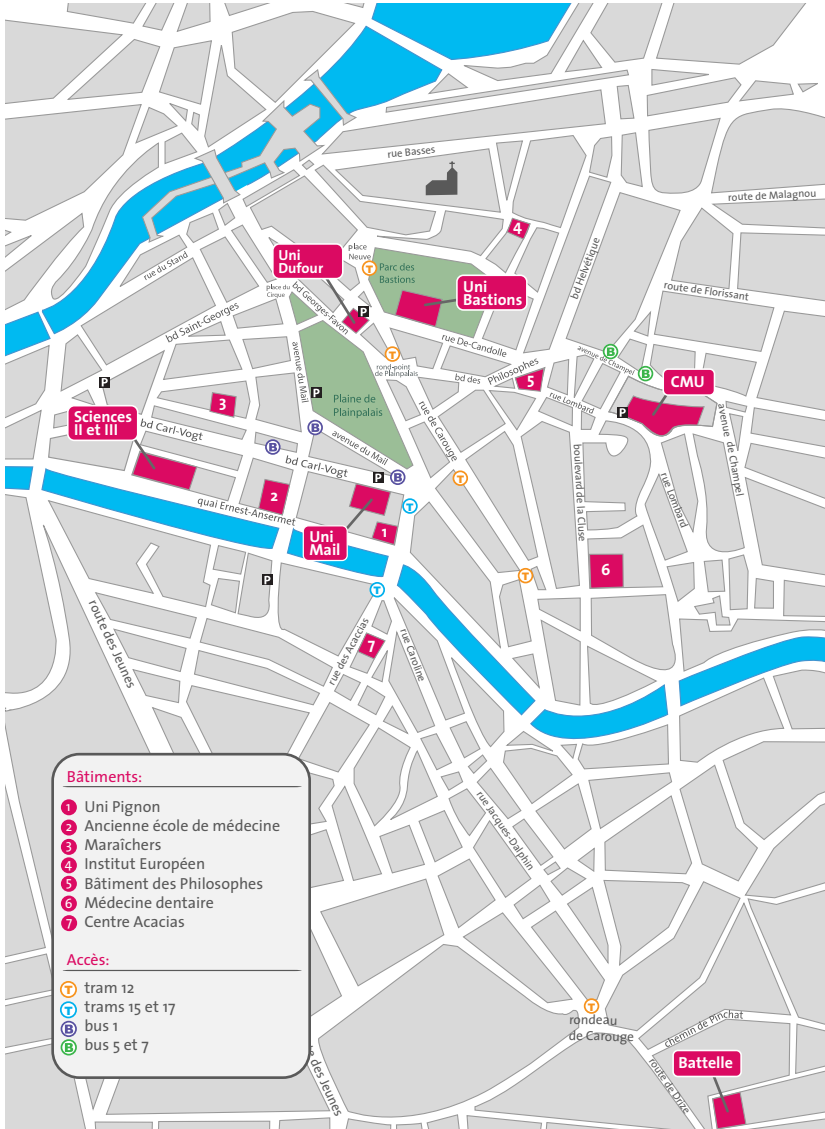 rue Basses
route de Malagnou
4
place
Neuve
Uni
Dufour
T
Parc des
Bastions
Uni
Bastions
bd Helvétique
rue du Stand
place du
Cirque
bd Georges-Favon
P
route de Florissant
bd Saint-Georges
rue De-Candolle
avenue du Mail
T
rond-point
de Plainpalais
B
avenue de Champel
B
bd des Philosophes
5
CMU
P
P
Plaine de
Plainpalais
rue Lombard
P
3
Sciences
II et III
bd Carl-Vogt
B
avenue du Mail
rue de Carouge
avenue de Champel
B
bd Carl-Vogt
P
B
T
boulevard de la Cluse
rue Lombard
2
quai Ernest-Ansermet
T
1
Uni
Mail
P
T
T
6
route des Jeunes
rue des Acaccias
7
rue Caroline
rue Jacques-Dalphin
Bâtiments:
1 Uni Pignon
2 Ancienne école de médecine
3 Maraîchers
4 Institut Européen
5 Bâtiment des Philosophes
6 Médecine dentaire
7 Centre Acacias
Accès:
T tram 12
T trams 15 et 17
B bus 1
B bus 5 et 7
T
rondeau
de Carouge
chemin de Pinchat
Battelle
route de Drize
des Jeunes